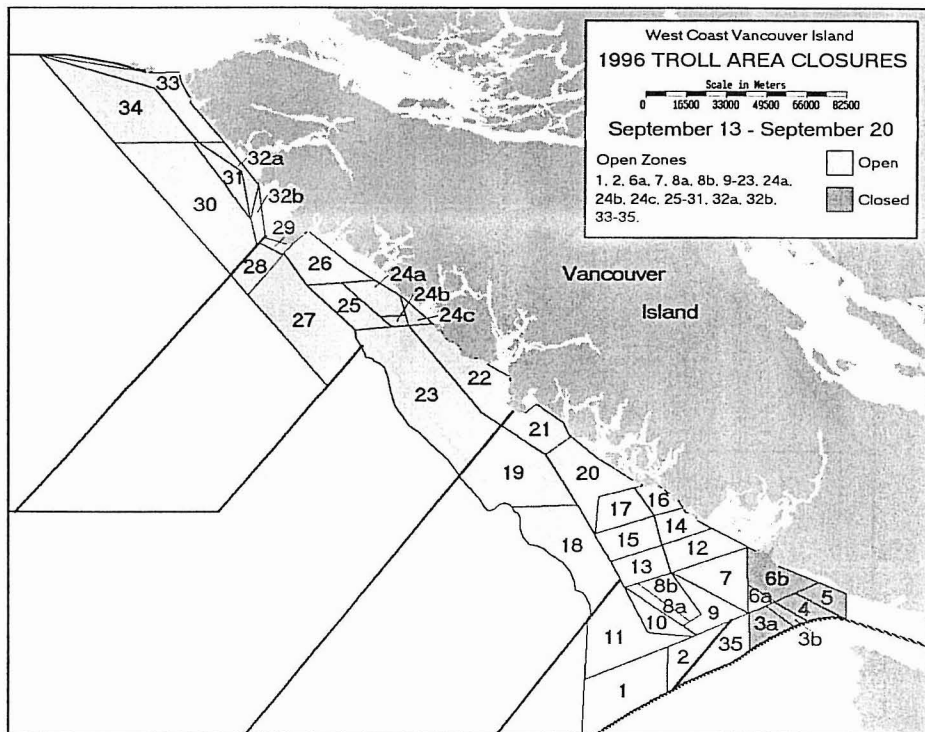 West Coast Vancouver Island
1996 TROLL AREA CLOSURES
Scale in Meters
0 16500 33000 49500 66000 82500
September 13 - September 20
Open Zones
1, 2, 6a, 7, 8a, 8b, 9-23, 24a,
24b, 24c, 25-31, 32a, 32b,
33-35.
Open
Closed
33
34
32a
31
32b
30
29
28
26
24a
27
25
24b
24c
Vancouver
Island
23
22
21
19
20
17
16
14
15
18
12
13
7
6b
8b
6a
5
8a
4
9
10
3a
3b
11
35
2
1